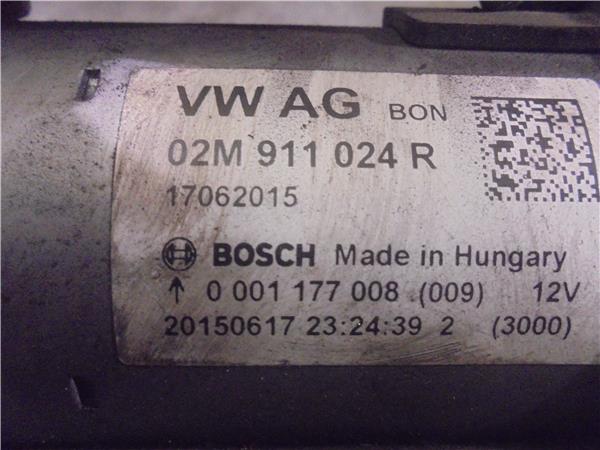 VW AG BON
02M 911 024 R
17062015
BOSCH Made in Hungary
↑ 0 001 177 008 (009) 12V
20150617 23:24:39 2 (3000)